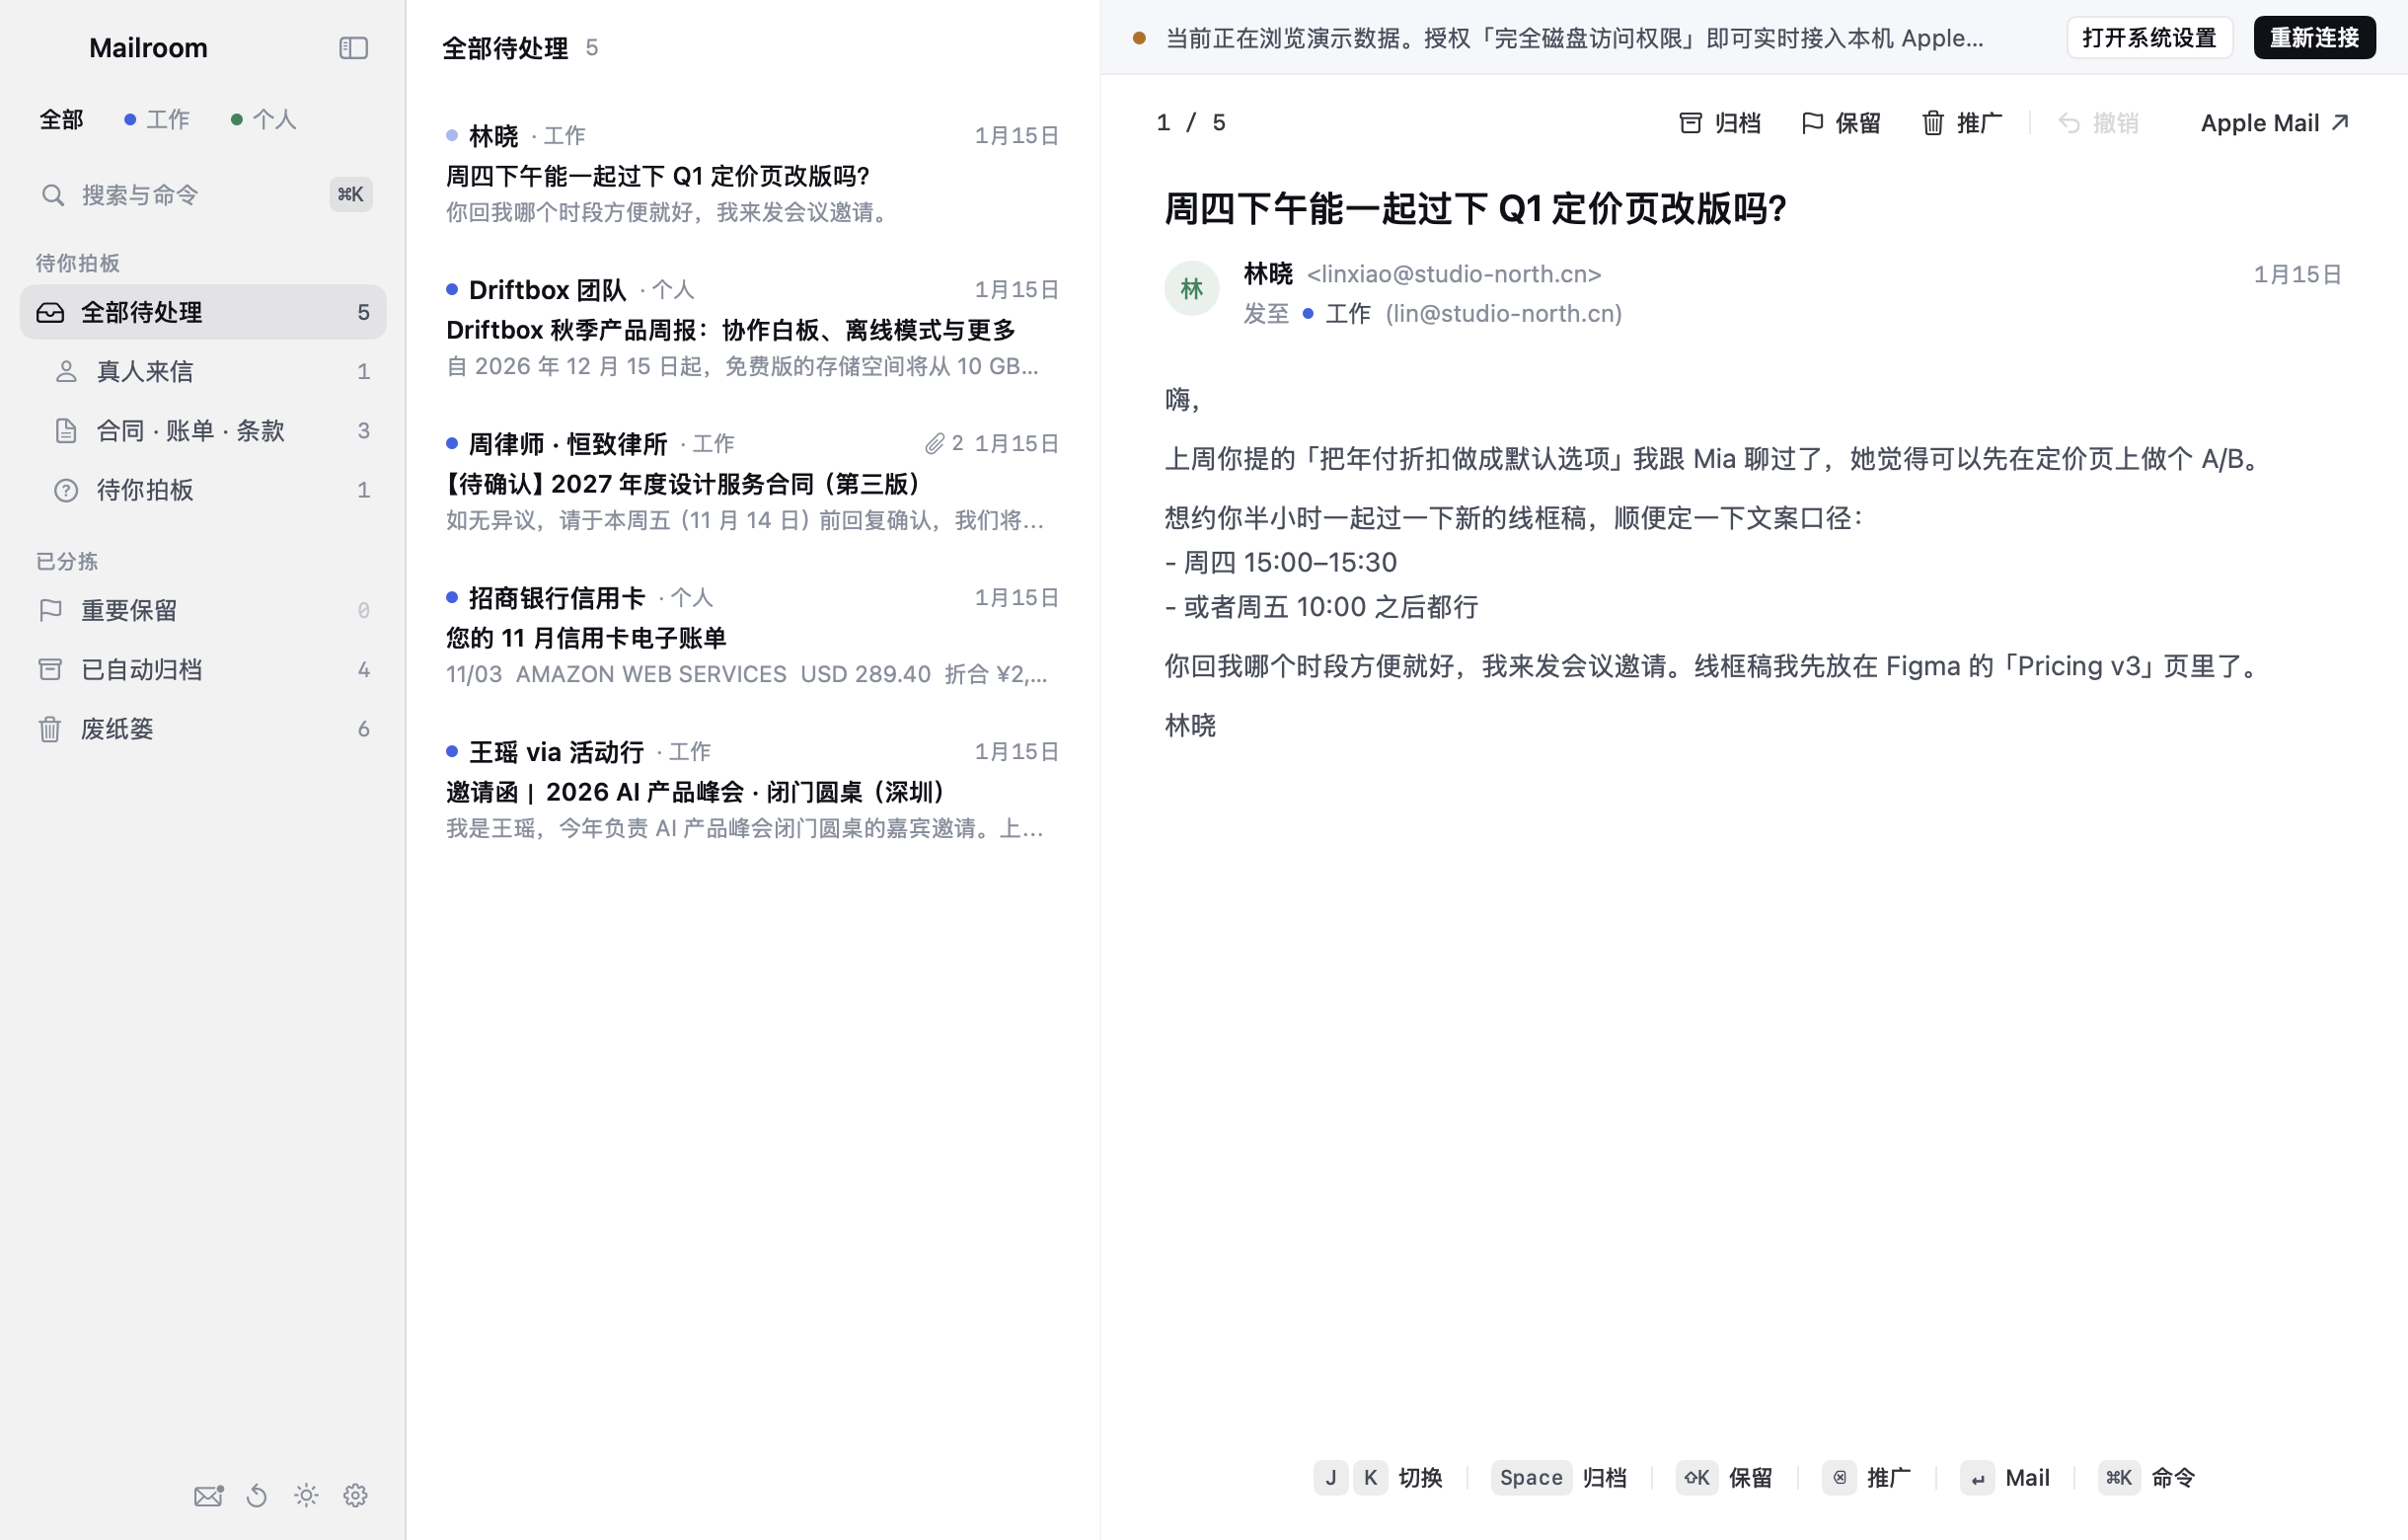 Mailroom
全部 工作 个人
搜索与命令 ⌘K
待你拍板
全部待处理 5
真人来信 1
合同 · 账单 · 条款 3
待你拍板 1
已分拣
重要保留 0
已自动归档 4
废纸篓 6
全部待处理 5
林晓 · 工作 1月15日
周四下午能一起过下 Q1 定价页改版吗?
你回我哪个时段方便就好，我来发会议邀请。
Driftbox 团队 · 个人 1月15日
Driftbox 秋季产品周报：协作白板、离线模式与更多
自 2026 年 12 月 15 日起，免费版的存储空间将从 10 GB...
周律师 · 恒致律所 · 工作 2 1月15日
【待确认】2027 年度设计服务合同（第三版）
如无异议，请于本周五（11 月 14 日）前回复确认，我们将...
招商银行信用卡 · 个人 1月15日
您的 11 月信用卡电子账单
11/03 AMAZON WEB SERVICES USD 289.40 折合 ¥2,...
王瑶 via 活动行 · 工作 1月15日
邀请函 | 2026 AI 产品峰会 · 闭门圆桌（深圳）
我是王瑶，今年负责 AI 产品峰会闭门圆桌的嘉宾邀请。上...
当前正在浏览演示数据。授权「完全磁盘访问权限」即可实时接入本机 Apple... 打开系统设置 重新连接
1 / 5 归档 保留 推广 撤销 Apple Mail ↗
周四下午能一起过下 Q1 定价页改版吗?
林 林晓 <linxiao@studio-north.cn> 1月15日
发至 工作 (lin@studio-north.cn)
嗨，
上周你提的「把年付折扣做成默认选项」我跟 Mia 聊过了，她觉得可以先在定价页上做个 A/B。
想约你半小时一起过一下新的线框稿，顺便定一下文案口径：
- 周四 15:00–15:30
- 或者周五 10:00 之后都行
你回我哪个时段方便就好，我来发会议邀请。线框稿我先放在 Figma 的「Pricing v3」页里了。
林晓
J K 切换 Space 归档 ⇧K 保留 ⌫ 推广 ↵ Mail ⌘K 命令